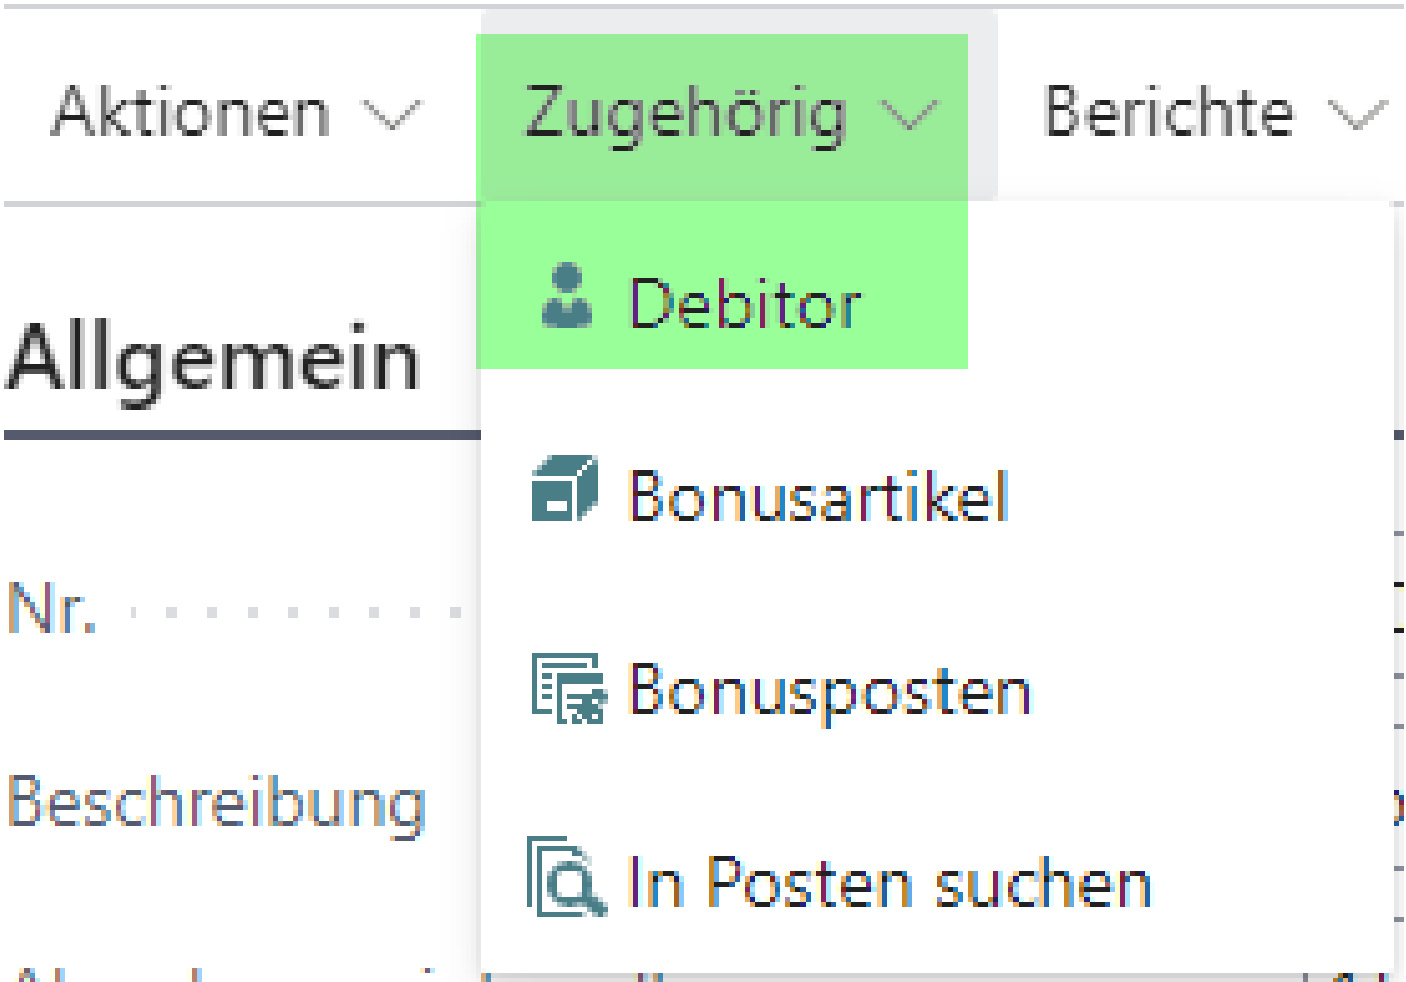 Aktionen Zugehörig Berichte
Debitor
Allgemein
Bonusartikel
Nr.
Bonusposten
Beschreibung
In Posten suchen